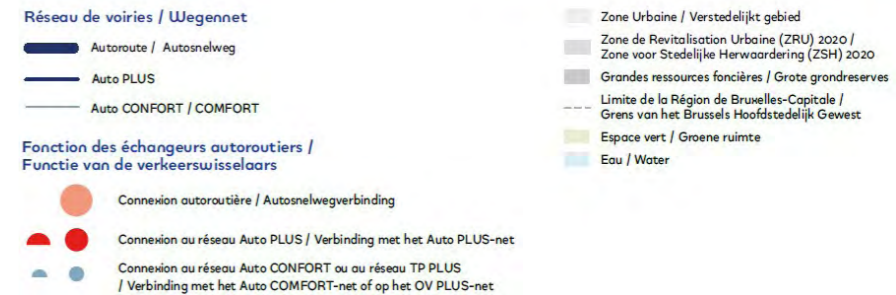 Réseau de voiries / Wegennet
Autoroute / Autosnelweg
Auto PLUS
Auto CONFORT / COMFORT
Fonction des échangeurs autoroutiers /
Functie van de verkeerswisselaars
Connexion autoroutière / Autosnelwegverbinding
Connexion au réseau Auto PLUS / Verbinding met het Auto PLUS-net
Connexion au réseau Auto CONFORT ou au réseau TP PLUS
/ Verbinding met het Auto COMFORT-net of op het OV PLUS-net
Zone Urbaine / Verstedelijkt gebied
Zone de Revitalisation Urbaine (ZRU) 2020 /
Zone voor Stedelijke Herwaardering (ZSH) 2020
Grandes ressources foncières / Grote grondreserves
Limite de la Région de Bruxelles-Capitale /
Grens van het Brussels Hoofdstedelijk Gewest
Espace vert / Groene ruimte
Eau / Water